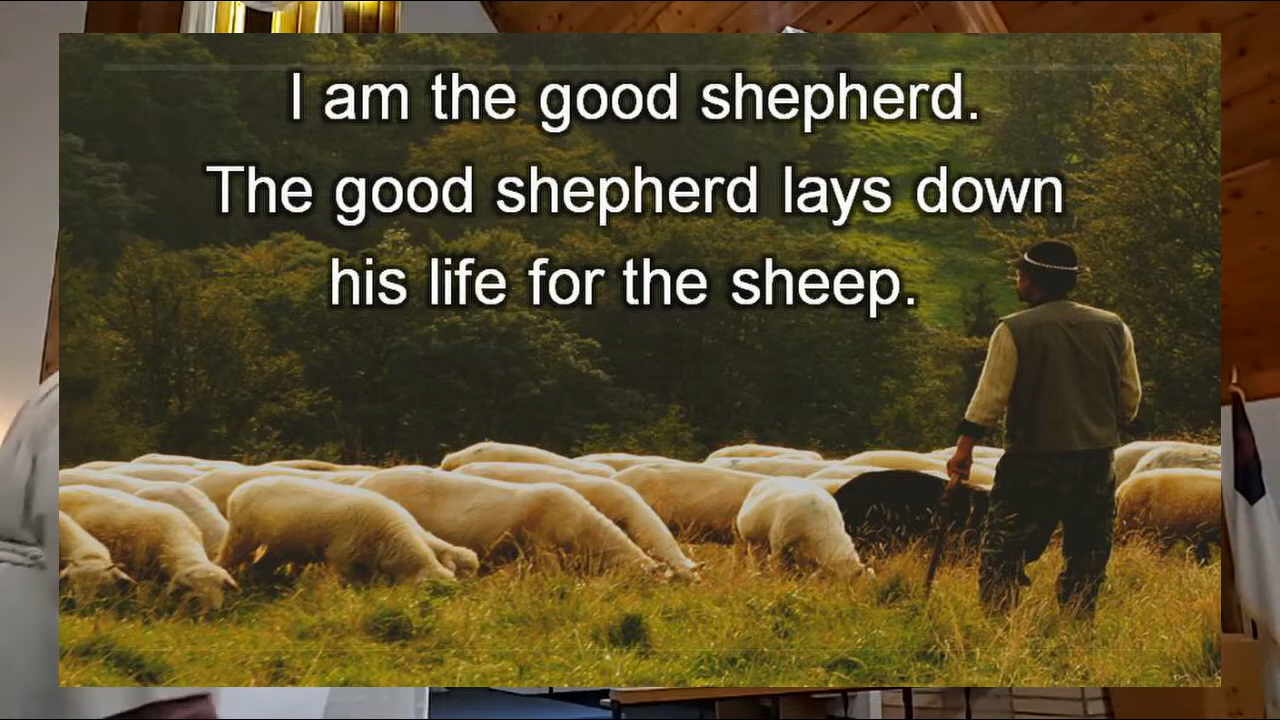 I am the good shepherd.
The good shepherd lays down
his life for the sheep.